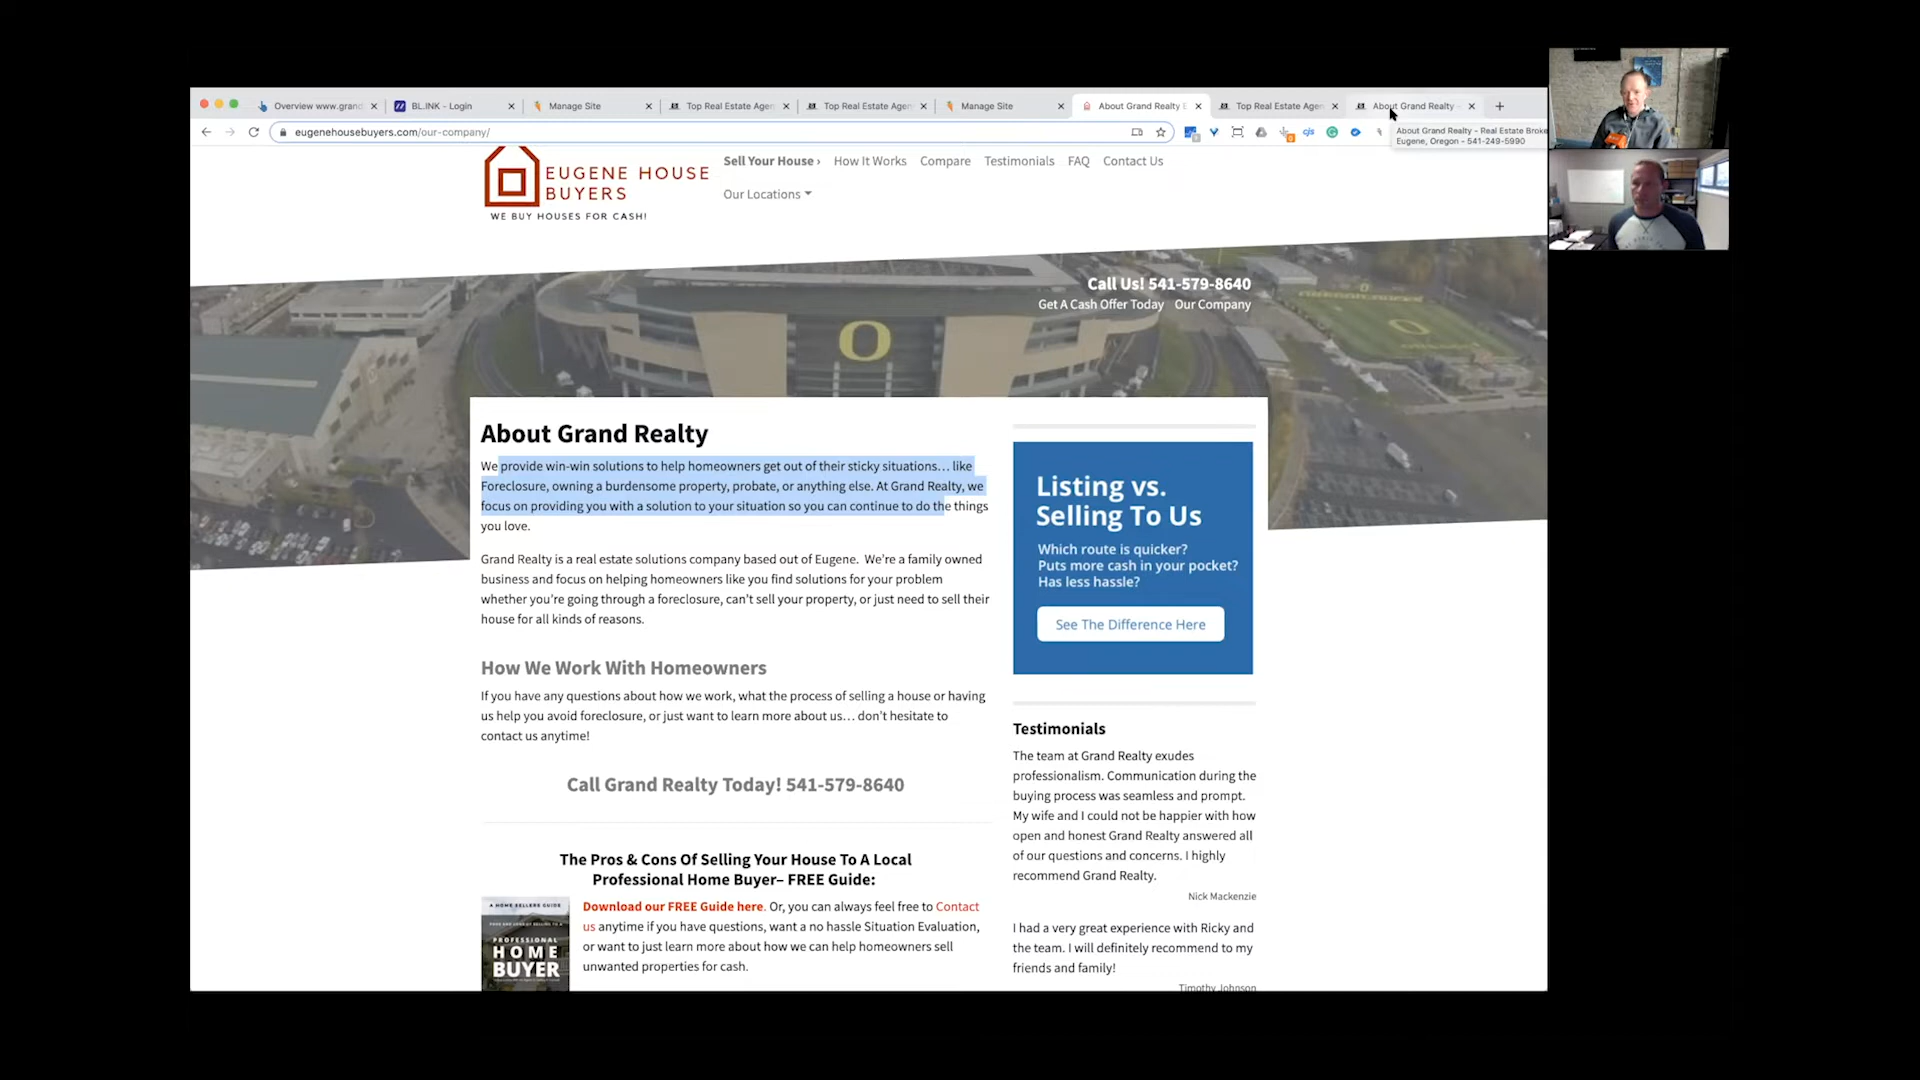 Overview www.grand
BL.INK - Login
Manage Site
Top Real Estate Agen
Top Real Estate Agen
Manage Site
About Grand Realty E
Top Real Estate Agen
About Grand Realty -
eugenehousebuyers.com/our-company/
About Grand Realty - Real Estate Broke
Eugene, Oregon - 541-249-5990
EUGENE HOUSE
BUYERS
WE BUY HOUSES FOR CASH!
Sell Your House › How It Works Compare Testimonials FAQ Contact Us
Our Locations
Call Us! 541-579-8640
Get A Cash Offer Today Our Company
O
O
About Grand Realty
We provide win-win solutions to help homeowners get out of their sticky situations… like
Foreclosure, owning a burdensome property, probate, or anything else. At Grand Realty, we
focus on providing you with a solution to your situation so you can continue to do the things
you love.
Grand Realty is a real estate solutions company based out of Eugene. We’re a family owned
business and focus on helping homeowners like you find solutions for your problem
whether you’re going through a foreclosure, can’t sell your property, or just need to sell their
house for all kinds of reasons.
How We Work With Homeowners
If you have any questions about how we work, what the process of selling a house or having
us help you avoid foreclosure, or just want to learn more about us… don’t hesitate to
contact us anytime!
Call Grand Realty Today! 541-579-8640
The Pros & Cons Of Selling Your House To A Local
Professional Home Buyer– FREE Guide:
A HOME SELLERS GUIDE
PROFESSIONAL
HOME
BUYER
Download our FREE Guide here. Or, you can always feel free to Contact
us anytime if you have questions, want a no hassle Situation Evaluation,
or want to just learn more about how we can help homeowners sell
unwanted properties for cash.
Listing vs.
Selling To Us
Which route is quicker?
Puts more cash in your pocket?
Has less hassle?
See The Difference Here
Testimonials
The team at Grand Realty exudes
professionalism. Communication during the
buying process was seamless and prompt.
My wife and I could not be happier with how
open and honest Grand Realty answered all
of our questions and concerns. I highly
recommend Grand Realty.
Nick Mackenzie
I had a very great experience with Ricky and
the team. I will definitely recommend to my
friends and family!
Timothy Johnson